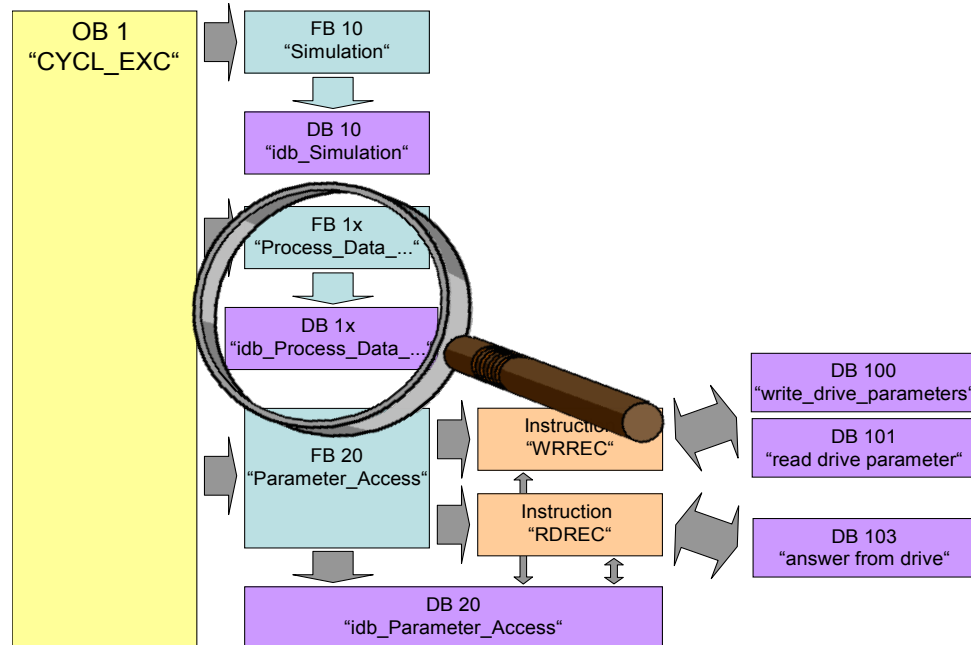 OB 1
“CYCL_EXC“
FB 10
“Simulation“
DB 10
“idb_Simulation“
FB 1x
“Process_Data_...“
DB 1x
“idb_Process_Data_...“
FB 20
“Parameter_Access“
Instruction
“WRREC“
Instruction
“RDREC“
DB 20
“idb_Parameter_Access“
DB 100
“write_drive_parameters“
DB 101
“read drive parameter“
DB 103
“answer from drive“